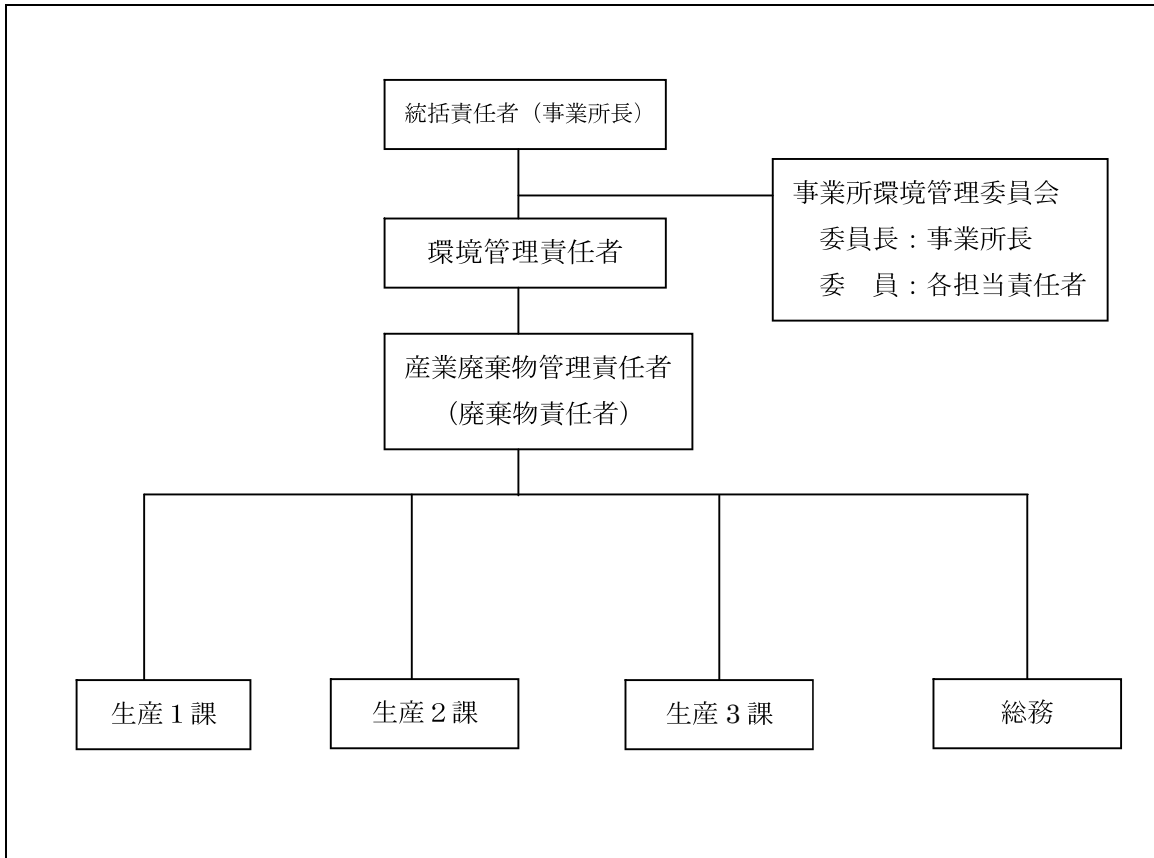 統括責任者（事業所長）
事業所環境管理委員会
委員長：事業所長
委　員：各担当責任者
環境管理責任者
産業廃棄物管理責任者
（廃棄物責任者）
生産１課
生産２課
生産３課
総務